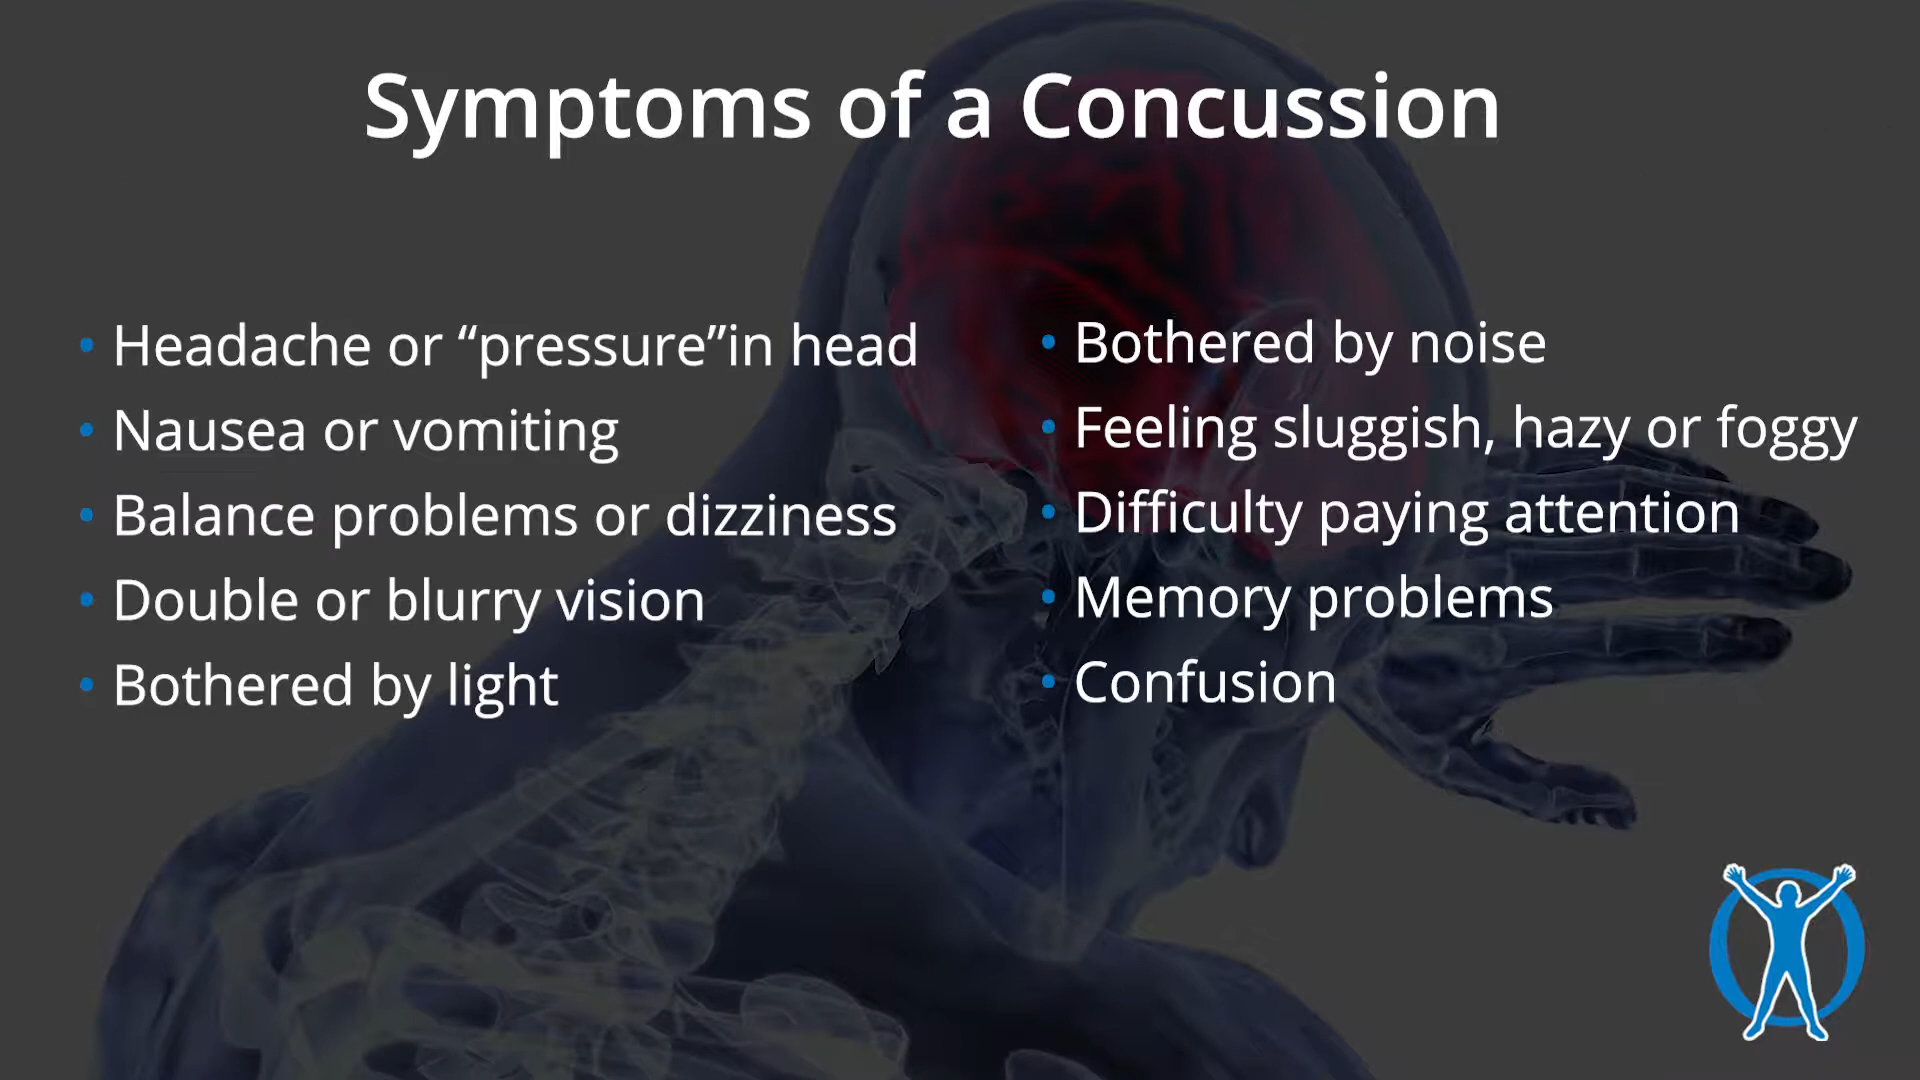 Symptoms of a Concussion
• Headache or “pressure”in head
• Nausea or vomiting
• Balance problems or dizziness
• Double or blurry vision
• Bothered by light
• Bothered by noise
• Feeling sluggish, hazy or foggy
• Difficulty paying attention
• Memory problems
• Confusion